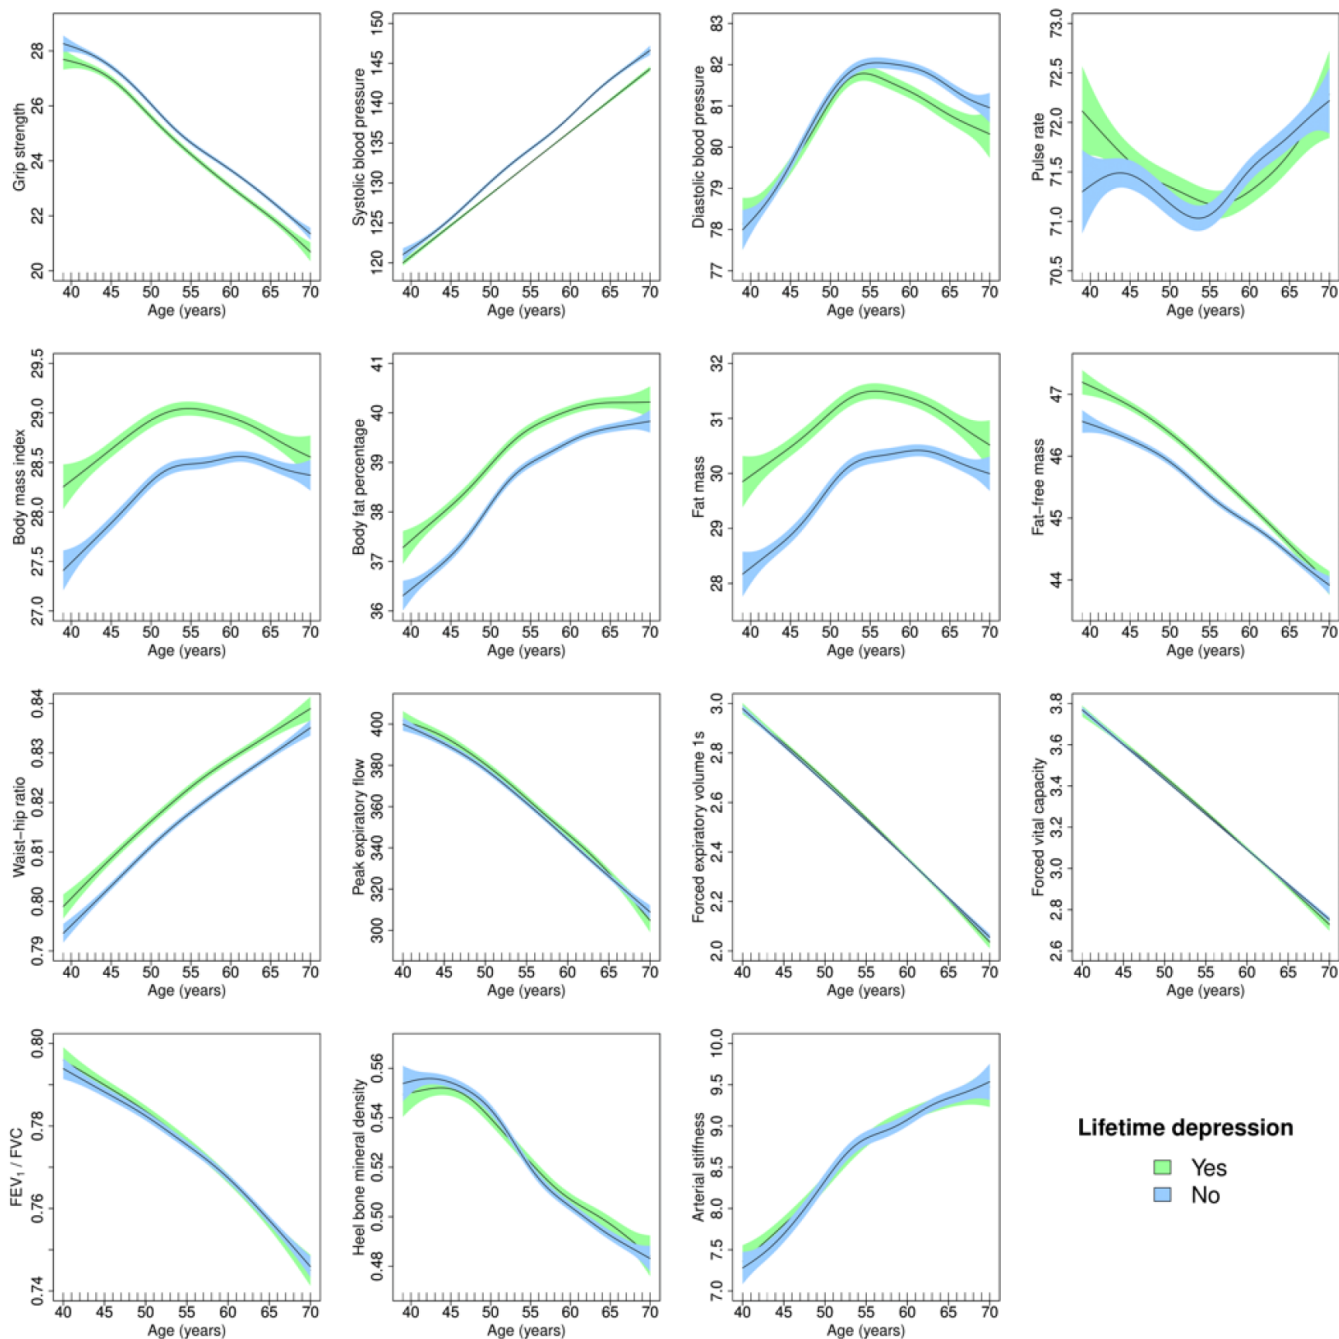 Grip strength
28
26
24
22
20
40 45 50 55 60 65 70
Age (years)
Systolic blood pressure
150
145
140
135
130
125
120
40 45 50 55 60 65 70
Age (years)
Diastolic blood pressure
83
82
81
80
79
78
77
40 45 50 55 60 65 70
Age (years)
Pulse rate
73.0
72.5
72.0
71.5
71.0
70.5
40 45 50 55 60 65 70
Age (years)
Body mass index
29.5
29.0
28.5
28.0
27.5
27.0
40 45 50 55 60 65 70
Age (years)
Body fat percentage
41
40
39
38
37
36
40 45 50 55 60 65 70
Age (years)
Fat mass
32
31
30
29
28
40 45 50 55 60 65 70
Age (years)
Fat−free mass
47
46
45
44
40 45 50 55 60 65 70
Age (years)
Waist−hip ratio
0.84
0.83
0.82
0.81
0.80
0.79
40 45 50 55 60 65 70
Age (years)
Peak expiratory flow
400
380
360
340
320
300
40 45 50 55 60 65 70
Age (years)
Forced expiratory volume 1s
3.0
2.8
2.6
2.4
2.2
2.0
40 45 50 55 60 65 70
Age (years)
Forced vital capacity
3.8
3.6
3.4
3.2
3.0
2.8
2.6
40 45 50 55 60 65 70
Age (years)
FEV₁ / FVC
0.80
0.78
0.76
0.74
40 45 50 55 60 65 70
Age (years)
Heel bone mineral density
0.56
0.54
0.52
0.50
0.48
40 45 50 55 60 65 70
Age (years)
Arterial stiffness
10.0
9.5
9.0
8.5
8.0
7.5
7.0
40 45 50 55 60 65 70
Age (years)
Lifetime depression
Yes
No